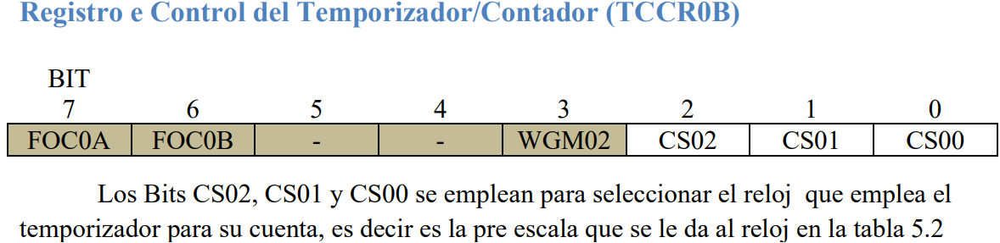 Registro e Control del Temporizador/Contador (TCCR0B)
BIT
7 6 5 4 3 2 1 0
FOC0A FOC0B - - WGM02 CS02 CS01 CS00
Los Bits CS02, CS01 y CS00 se emplean para seleccionar el reloj que emplea el
temporizador para su cuenta, es decir es la pre escala que se le da al reloj en la tabla 5.2